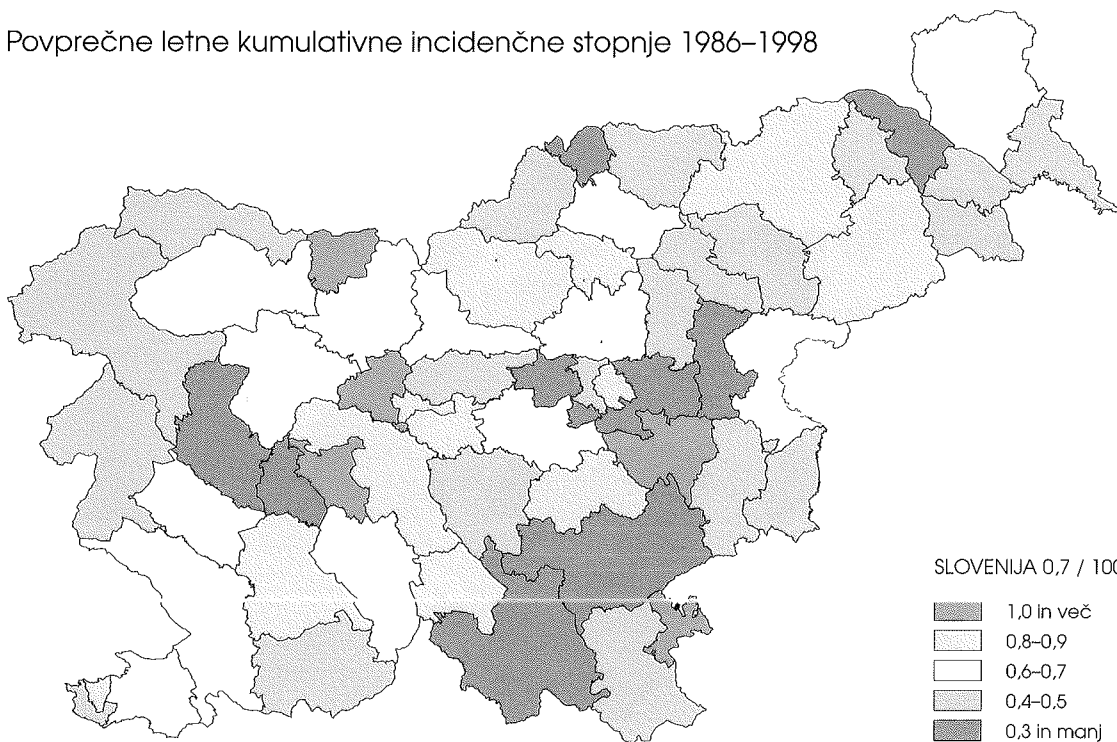 Povprečne letne kumulativne incidenčne stopnje 1986–1998
SLOVENIJA 0,7 / 100
1,0 in več
0,8–0,9
0,6–0,7
0,4–0,5
0,3 in manj